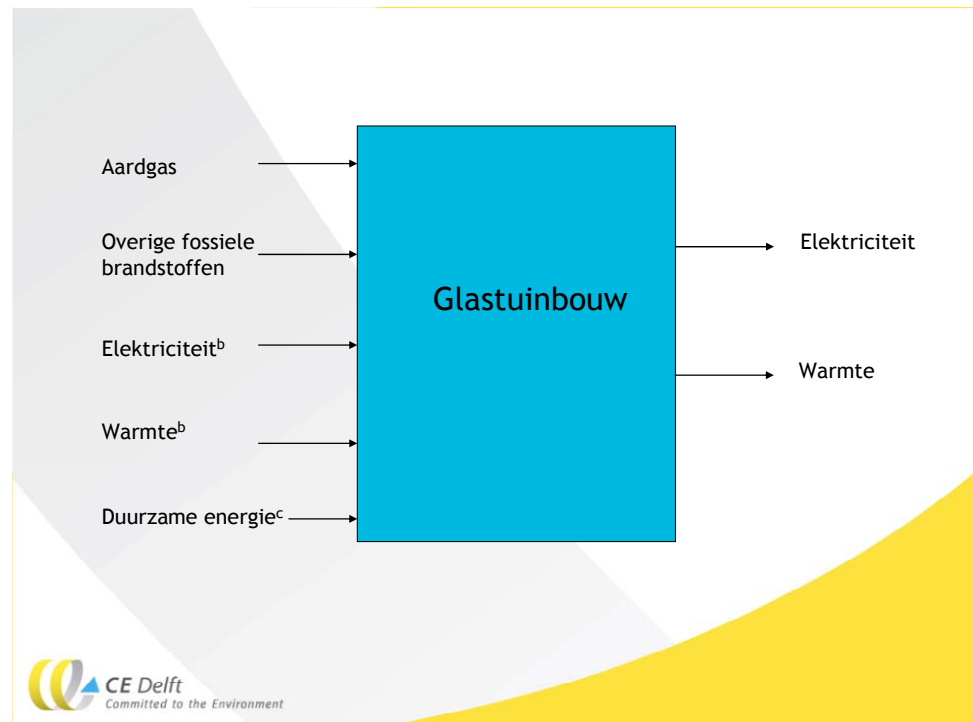 Aardgas
Overige fossiele
brandstoffen
Elektriciteitᵇ
Warmteᵇ
Duurzame energieᶜ
Glastuinbouw
Elektriciteit
Warmte
CE Delft
Committed to the Environment